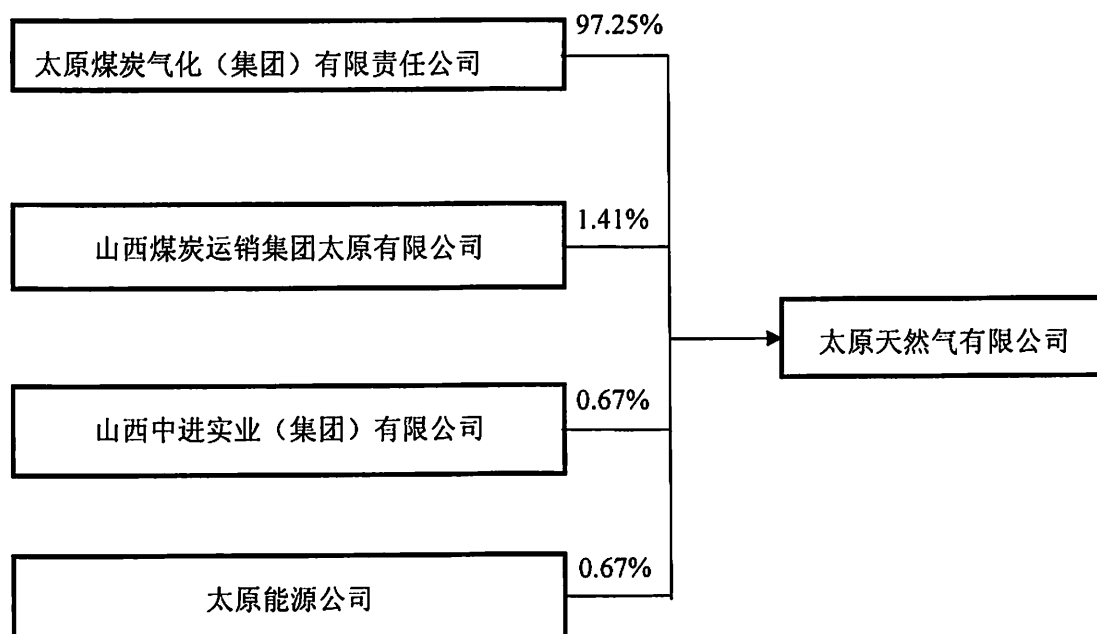 97.25%
太原煤炭气化（集团）有限责任公司
1.41%
山西煤炭运销集团太原有限公司
太原天然气有限公司
0.67%
山西中进实业（集团）有限公司
0.67%
太原能源公司